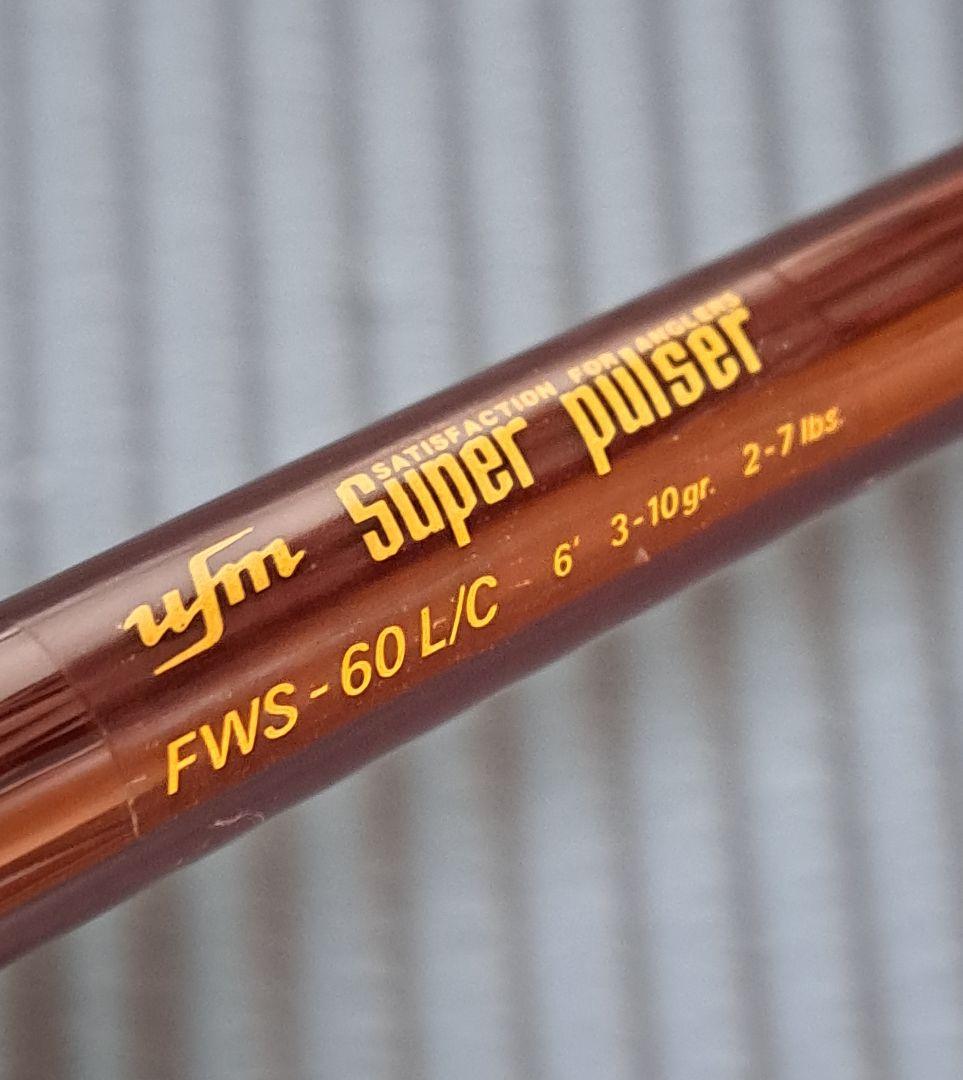 SATISFACTION FOR ANGLERS
ufm Super pulser
FWS-60 L/C 6' 3-10gr. 2-7 lbs.